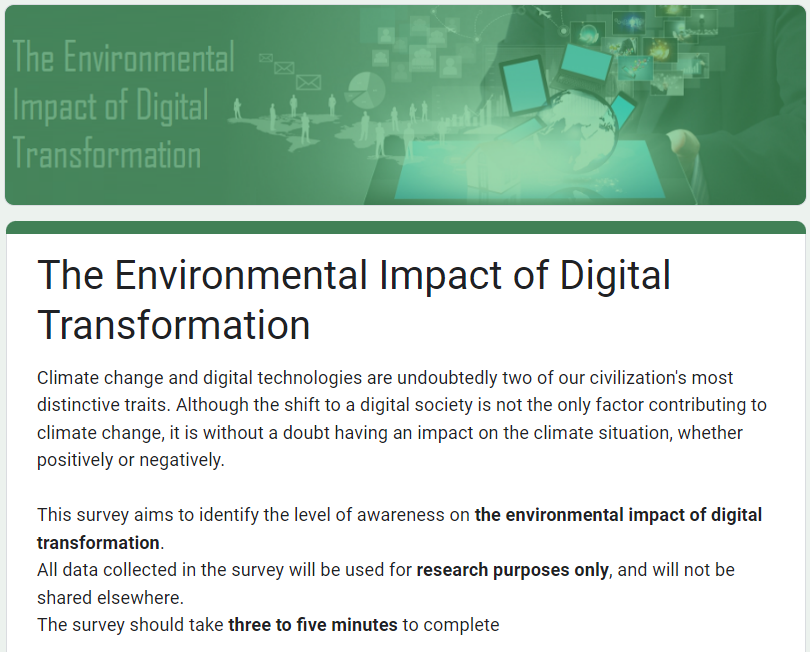 The Environmental
Impact of Digital
Transformation
The Environmental Impact of Digital
Transformation
Climate change and digital technologies are undoubtedly two of our civilization's most
distinctive traits. Although the shift to a digital society is not the only factor contributing to
climate change, it is without a doubt having an impact on the climate situation, whether
positively or negatively.
This survey aims to identify the level of awareness on the environmental impact of digital
transformation.
All data collected in the survey will be used for research purposes only, and will not be
shared elsewhere.
The survey should take three to five minutes to complete